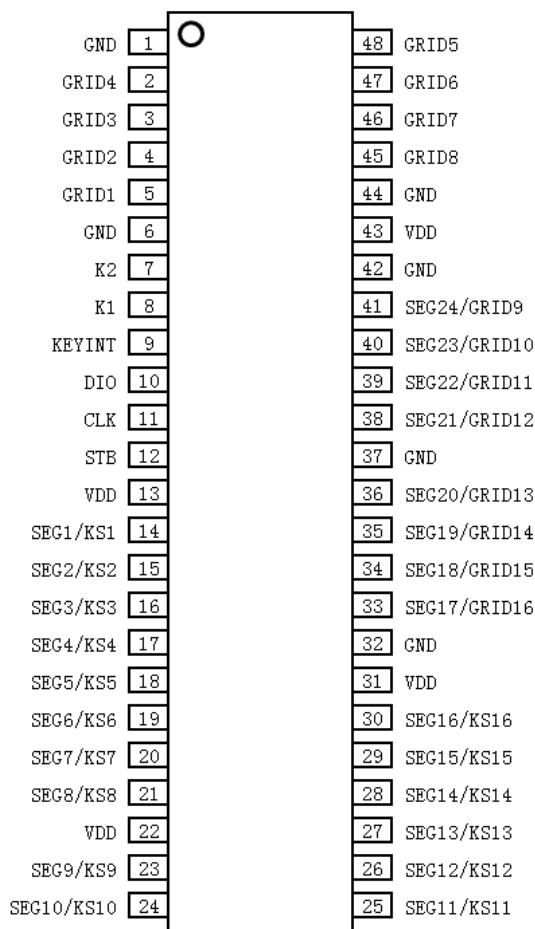 GND 1 48 GRID5
GRID4 2 47 GRID6
GRID3 3 46 GRID7
GRID2 4 45 GRID8
GRID1 5 44 GND
GND 6 43 VDD
K2 7 42 GND
K1 8 41 SEG24/GRID9
KEYINT 9 40 SEG23/GRID10
DIO 10 39 SEG22/GRID11
CLK 11 38 SEG21/GRID12
STB 12 37 GND
VDD 13 36 SEG20/GRID13
SEG1/KS1 14 35 SEG19/GRID14
SEG2/KS2 15 34 SEG18/GRID15
SEG3/KS3 16 33 SEG17/GRID16
SEG4/KS4 17 32 GND
SEG5/KS5 18 31 VDD
SEG6/KS6 19 30 SEG16/KS16
SEG7/KS7 20 29 SEG15/KS15
SEG8/KS8 21 28 SEG14/KS14
VDD 22 27 SEG13/KS13
SEG9/KS9 23 26 SEG12/KS12
SEG10/KS10 24 25 SEG11/KS11